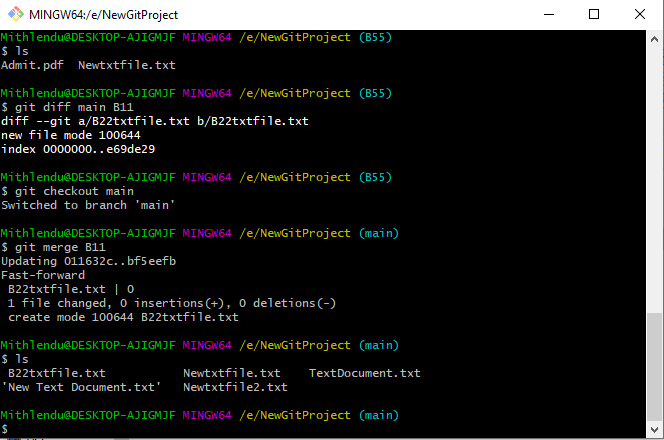 MINGW64:/e/NewGitProject
Mithlendu@DESKTOP-AJIGMJF MINGW64 /e/NewGitProject (B55)
$ ls
Admit.pdf  Newtxtfile.txt
Mithlendu@DESKTOP-AJIGMJF MINGW64 /e/NewGitProject (B55)
$ git diff main B11
diff --git a/B22txtfile.txt b/B22txtfile.txt
new file mode 100644
index 0000000..e69de29
Mithlendu@DESKTOP-AJIGMJF MINGW64 /e/NewGitProject (B55)
$ git checkout main
Switched to branch 'main'
Mithlendu@DESKTOP-AJIGMJF MINGW64 /e/NewGitProject (main)
$ git merge B11
Updating 011632c..bf5eefb
Fast-forward
 B22txtfile.txt | 0
 1 file changed, 0 insertions(+), 0 deletions(-)
 create mode 100644 B22txtfile.txt
Mithlendu@DESKTOP-AJIGMJF MINGW64 /e/NewGitProject (main)
$ ls
 B22txtfile.txt           Newtxtfile.txt    TextDocument.txt
'New Text Document.txt'   Newtxtfile2.txt
Mithlendu@DESKTOP-AJIGMJF MINGW64 /e/NewGitProject (main)
$